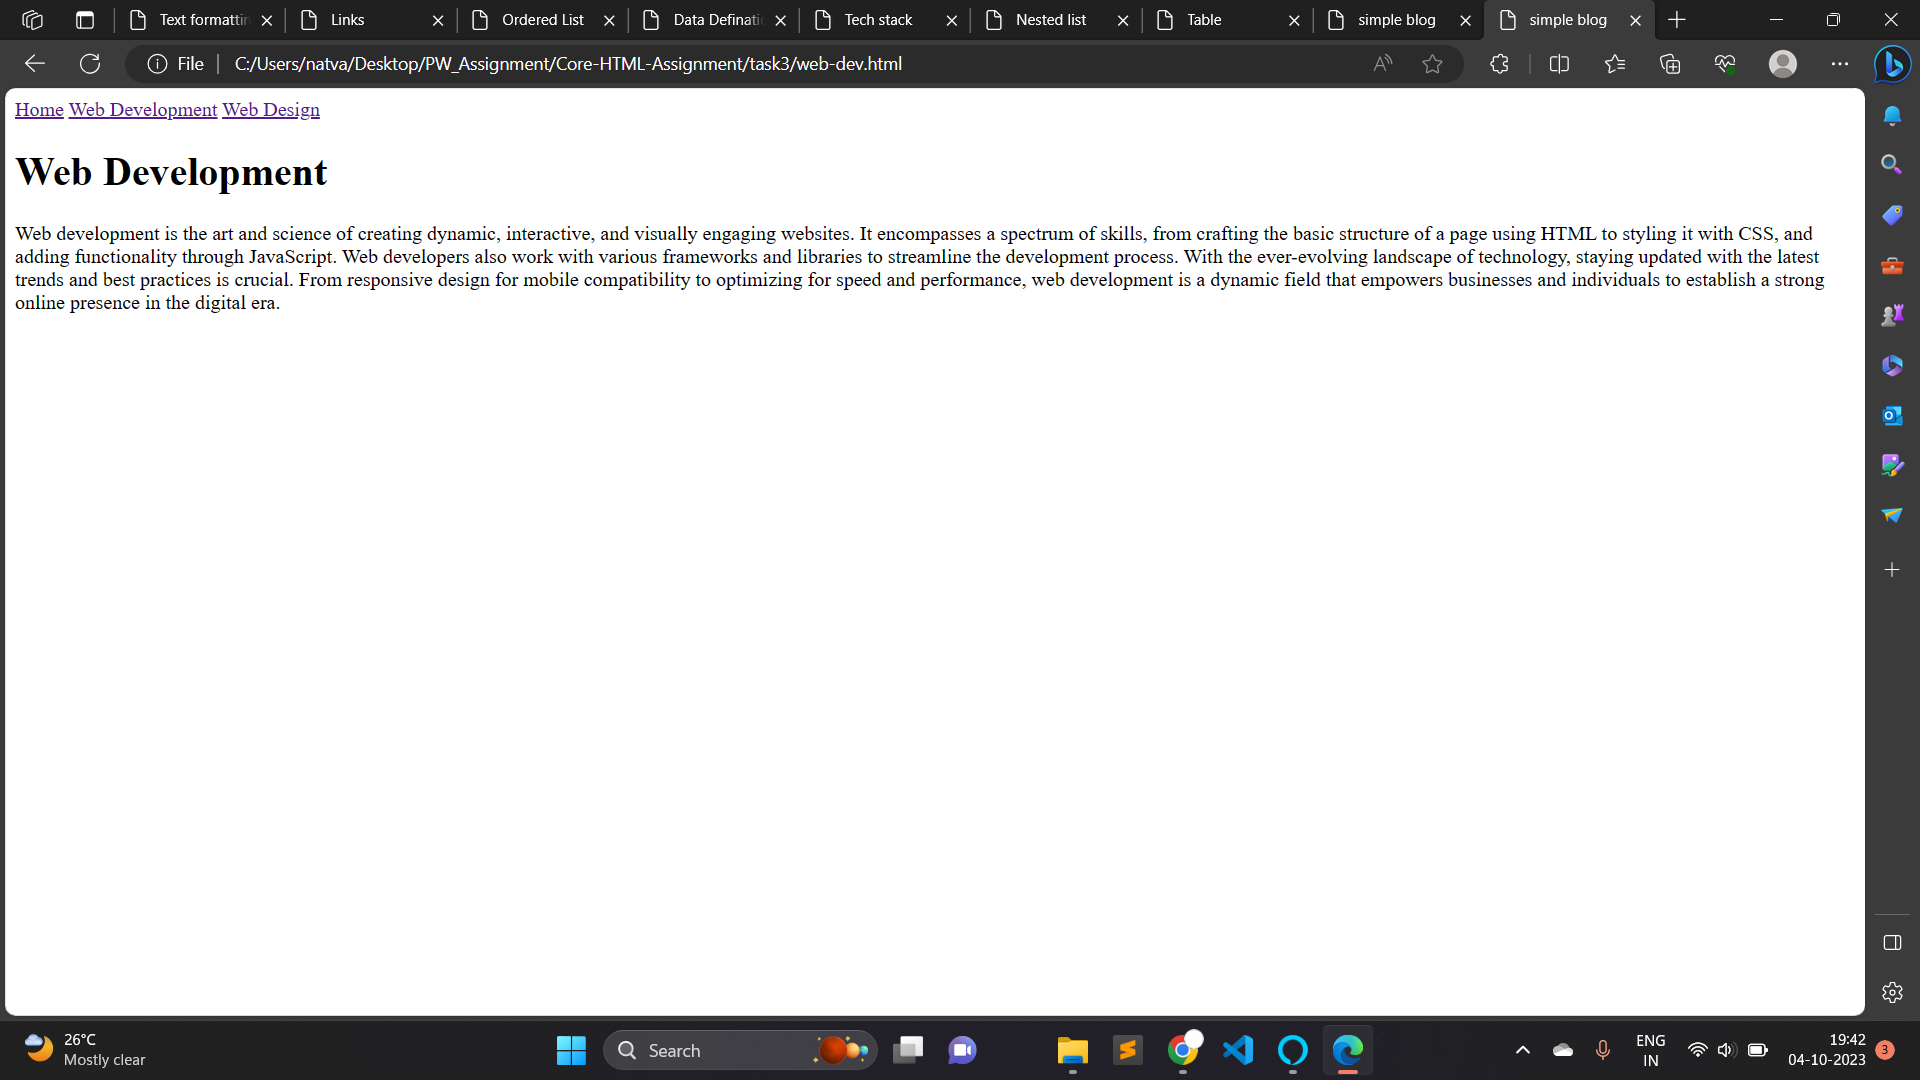 Text formattin
Links
Ordered List
Data Definati
Tech stack
Nested list
Table
simple blog
simple blog
File
C:/Users/natva/Desktop/PW_Assignment/Core-HTML-Assignment/task3/web-dev.html
Home Web Development Web Design
Web Development
Web development is the art and science of creating dynamic, interactive, and visually engaging websites. It encompasses a spectrum of skills, from crafting the basic structure of a page using HTML to styling it with CSS, and
adding functionality through JavaScript. Web developers also work with various frameworks and libraries to streamline the development process. With the ever-evolving landscape of technology, staying updated with the latest
trends and best practices is crucial. From responsive design for mobile compatibility to optimizing for speed and performance, web development is a dynamic field that empowers businesses and individuals to establish a strong
online presence in the digital era.
26°C
Mostly clear
Search
ENG
IN
19:42
04-10-2023
3